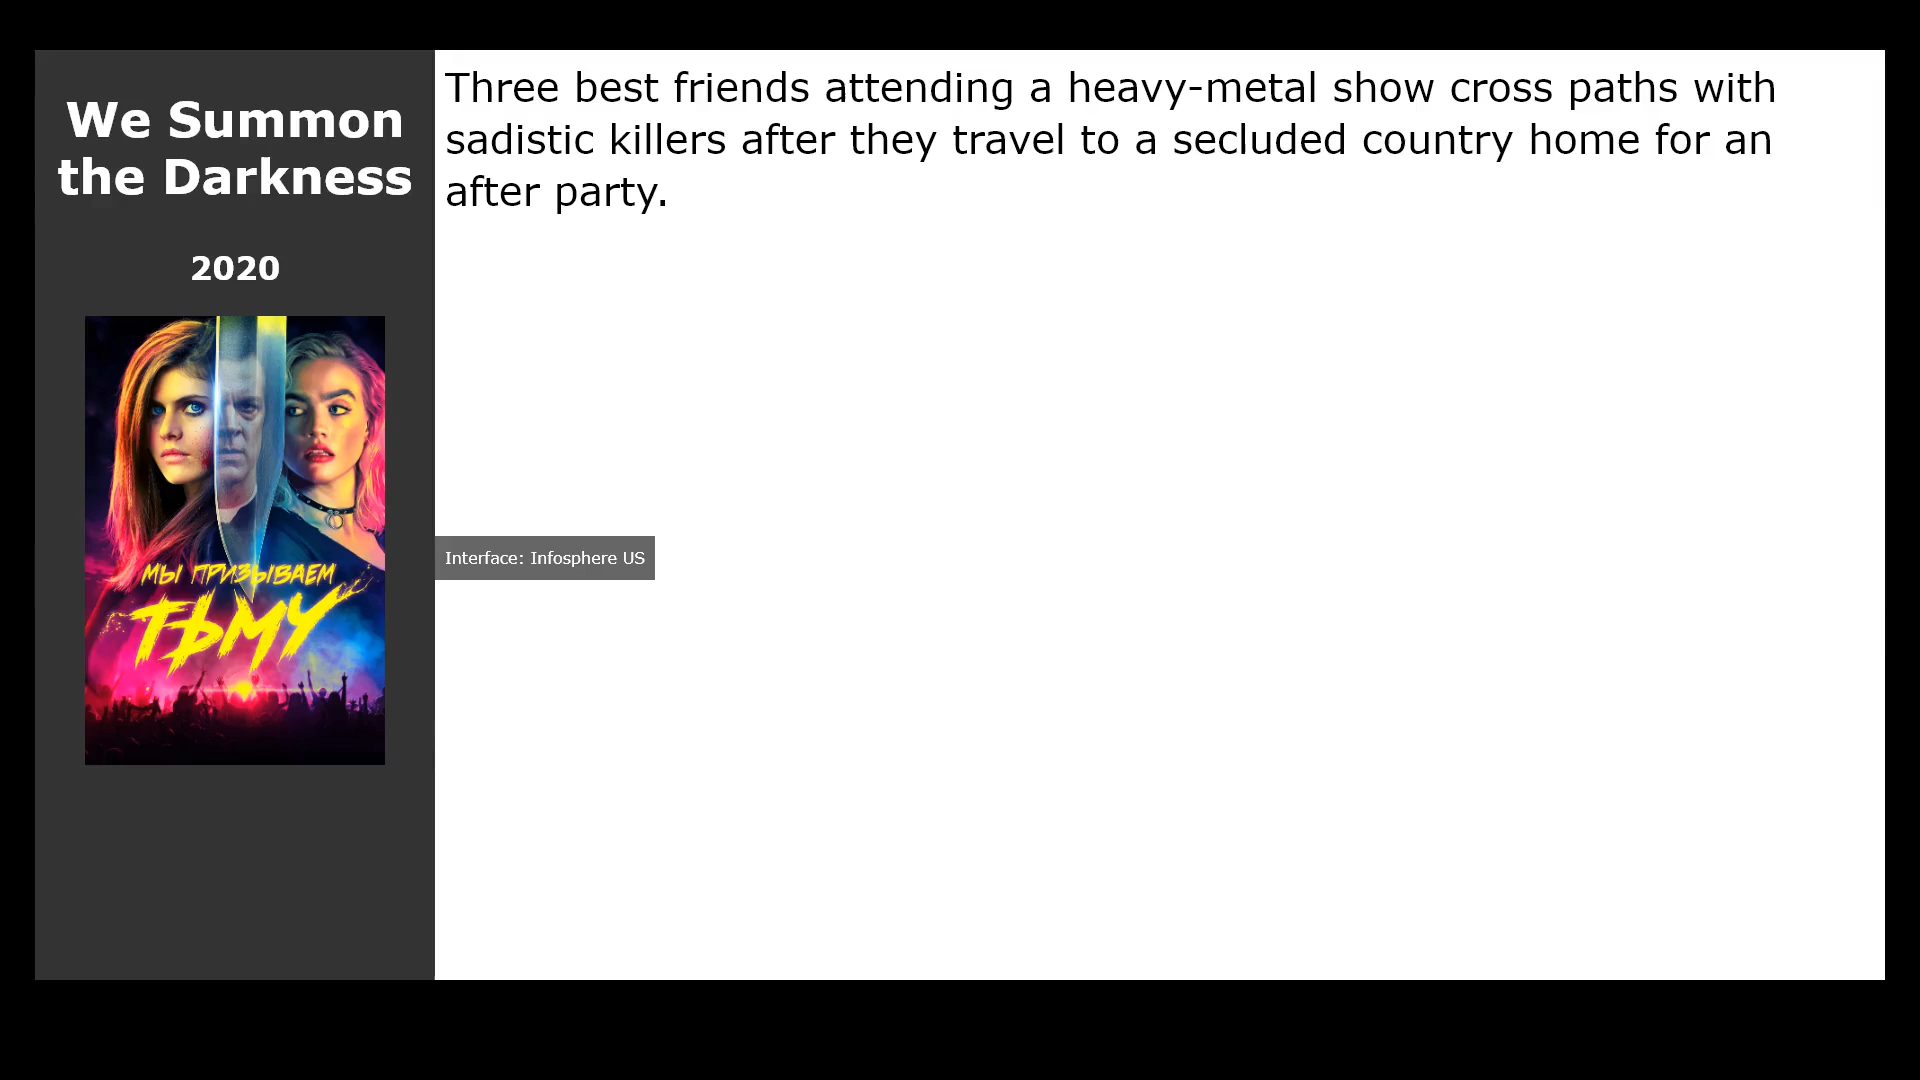 We Summon
the Darkness
2020
МЫ ПРИЗЫВАЕМ
ТЬМУ
Three best friends attending a heavy-metal show cross paths with
sadistic killers after they travel to a secluded country home for an
after party.
Interface: Infosphere US